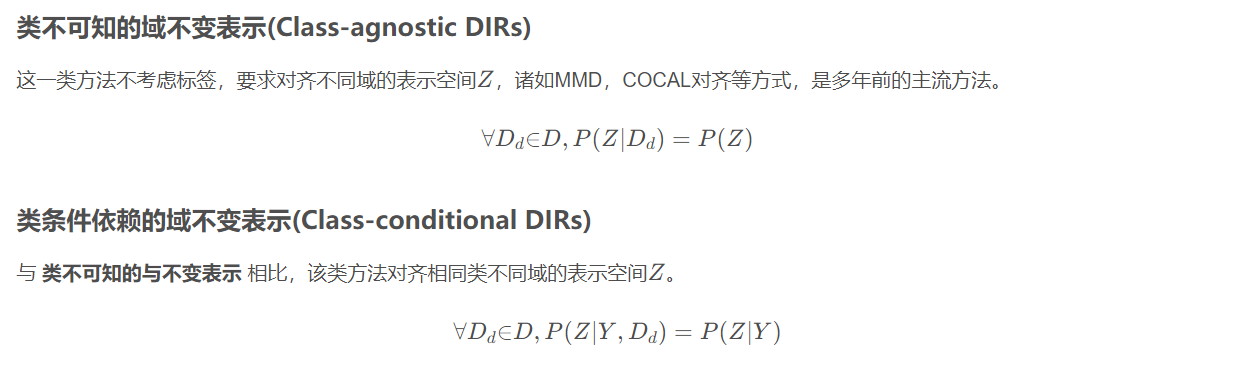 类不可知的域不变表示(Class-agnostic DIRs)
这一类方法不考虑标签，要求对齐不同域的表示空间Z，诸如MMD，COCAL对齐等方式，是多年前的主流方法。
∀D_d∈D, P(Z|D_d) = P(Z)
类条件依赖的域不变表示(Class-conditional DIRs)
与 类不可知的与不变表示 相比，该类方法对齐相同类不同域的表示空间Z。
∀D_d∈D, P(Z|Y, D_d) = P(Z|Y)